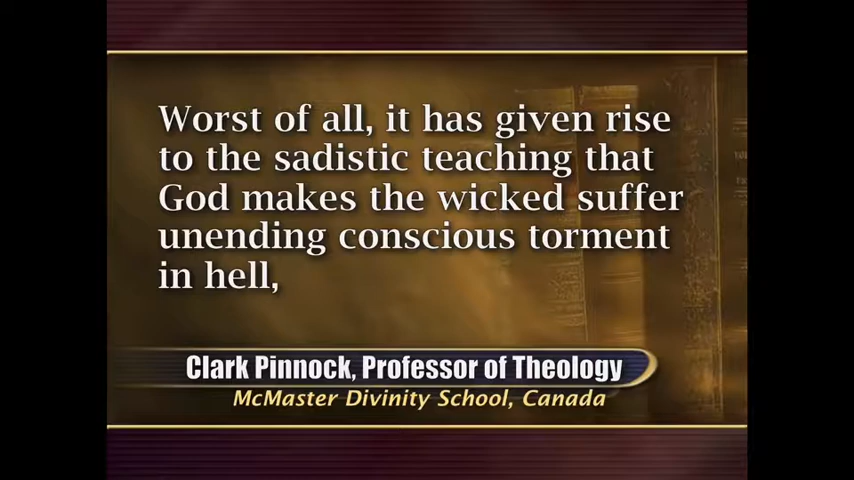 Worst of all, it has given rise
to the sadistic teaching that
God makes the wicked suffer
unending conscious torment
in hell,
Clark Pinnock, Professor of Theology
McMaster Divinity School, Canada